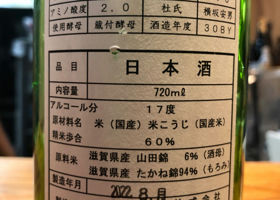 アミノ酸度 2.0 杜氏 横坂安男
使用酵母 蔵付酵母 酒造年度 30BY
品目 日本酒
内容量 720ml
アルコール分 17度
原材料名 米（国産）米こうじ（国産米）
精米歩合 60%
原料米 滋賀県産 山田錦 6%（酒母）
滋賀県産 たかね錦94%（もろみ）
製造年月 2022.8.月